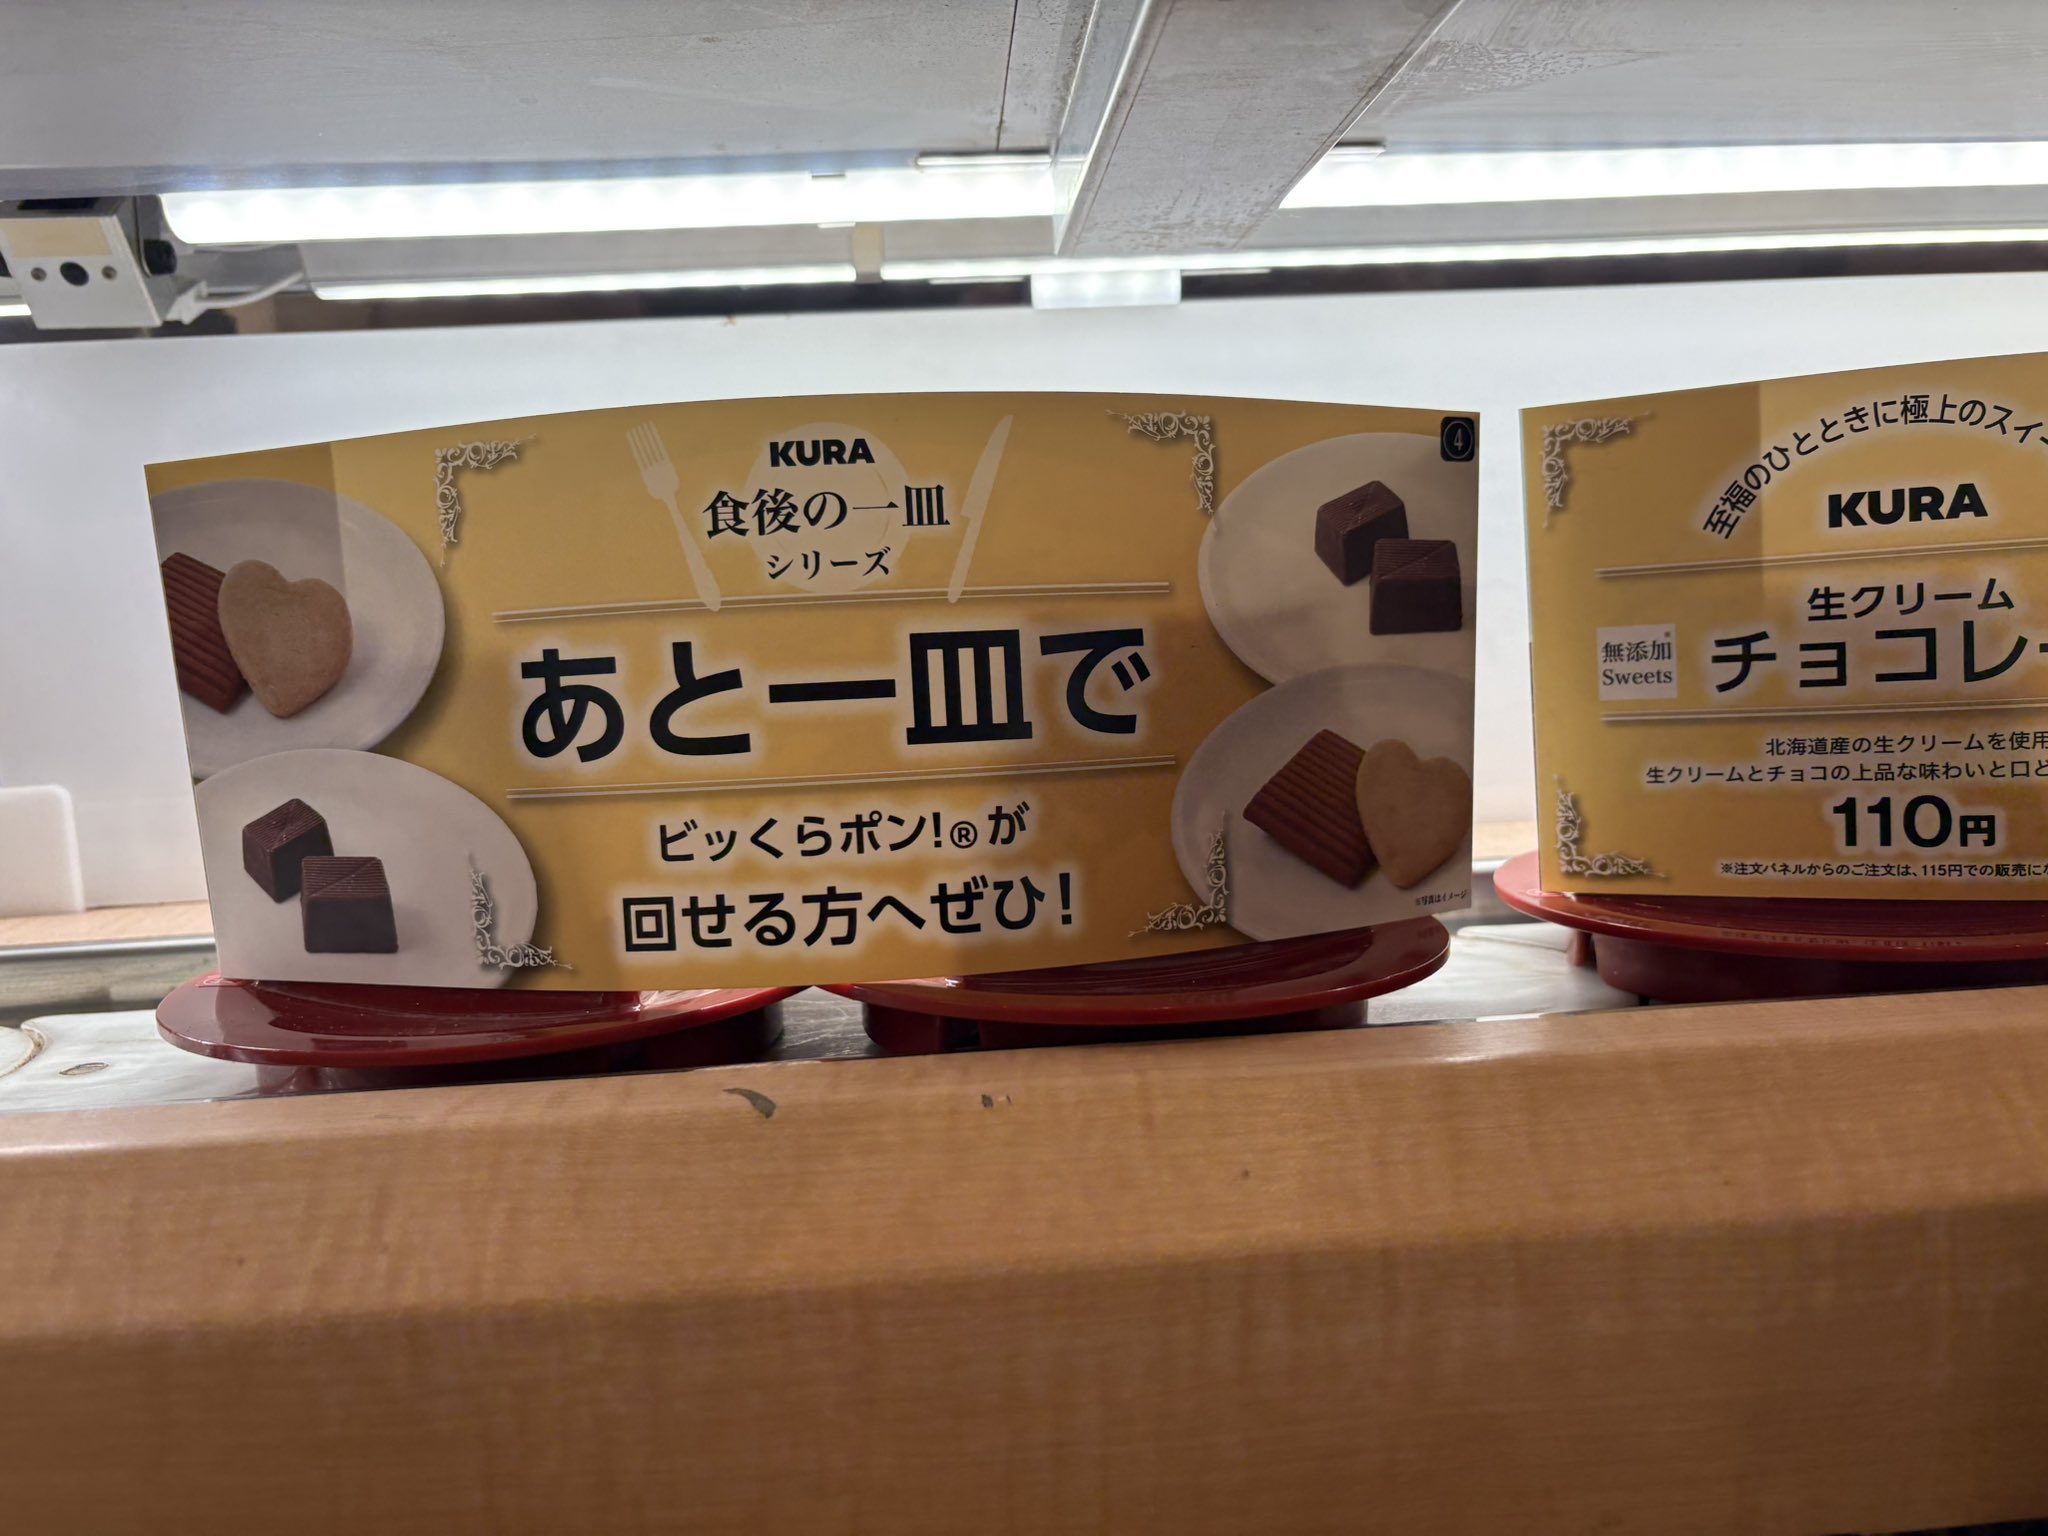 KURA
食後の一皿
シリーズ
あと一皿で
ビッくらポン!®が
回せる方へぜひ!
4
※写真はイメージ
至福のひとときに極上のスイー
KURA
生クリーム
チョコレー
無添加※
Sweets
北海道産の生クリームを使用
生クリームとチョコの上品な味わいと口ど
110円
※注文パネルからのご注文は、115円での販売にな